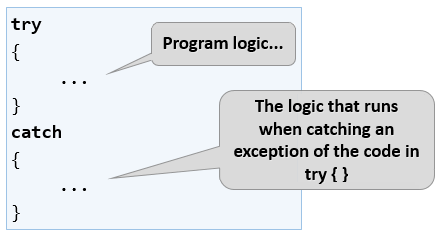 try
{
Program logic...
...
}
catch
{
The logic that runs
when catching an
exception of the code in
try { }
...
}